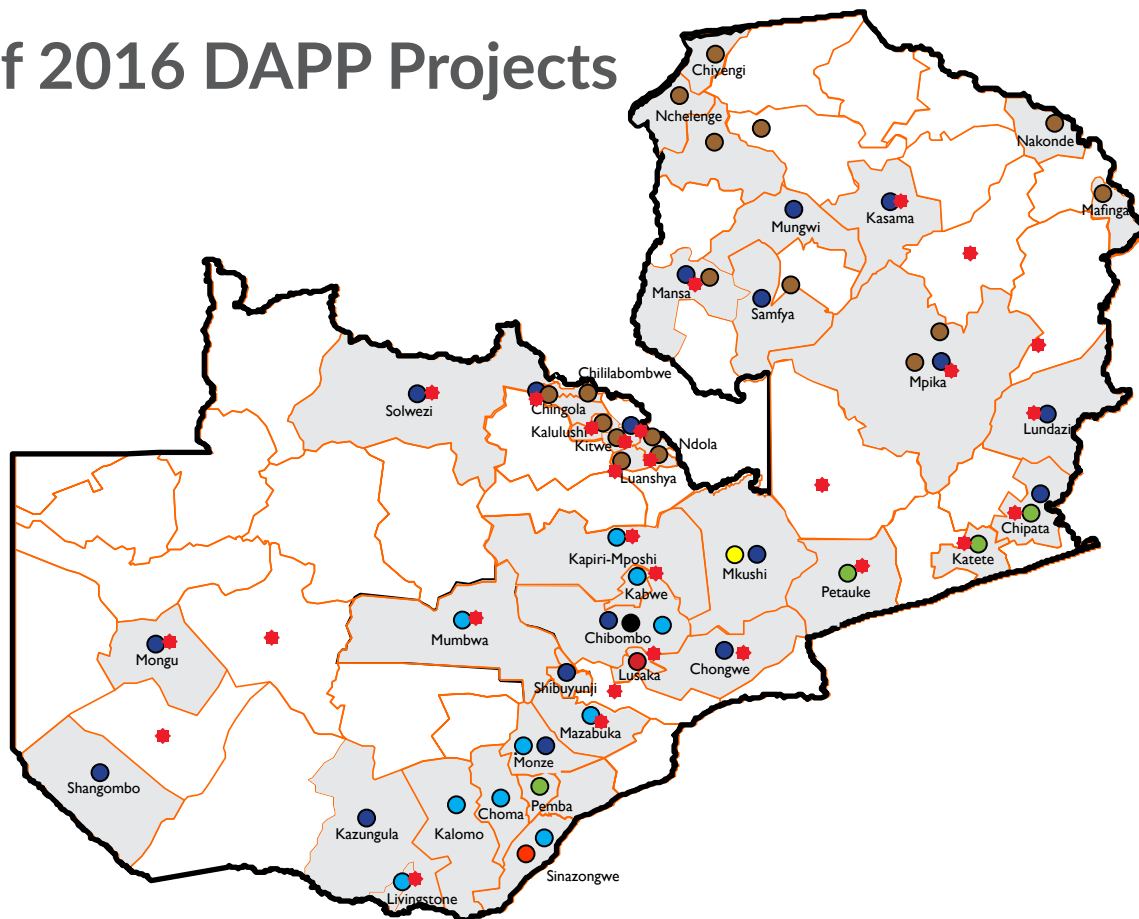 f 2016 DAPP Projects
Chiyengi
Nchelenge
Nakonde
Mafinga
Kasama
Mungwi
Mansa
Samfya
Mpika
Chililabombwe
Solwezi
Chingola
Kalulushi
Kitwe
Ndola
Luanshya
Lundazi
Chipata
Katete
Kapiri-Mposhi
Mkushi
Kabwe
Petauke
Mumbwa
Chibombo
Mongu
Chongwe
Lusaka
Shibuyunji
Mazabuka
Monze
Shangombo
Pemba
Choma
Kazungula
Kalomo
Sinazongwe
Livingstone